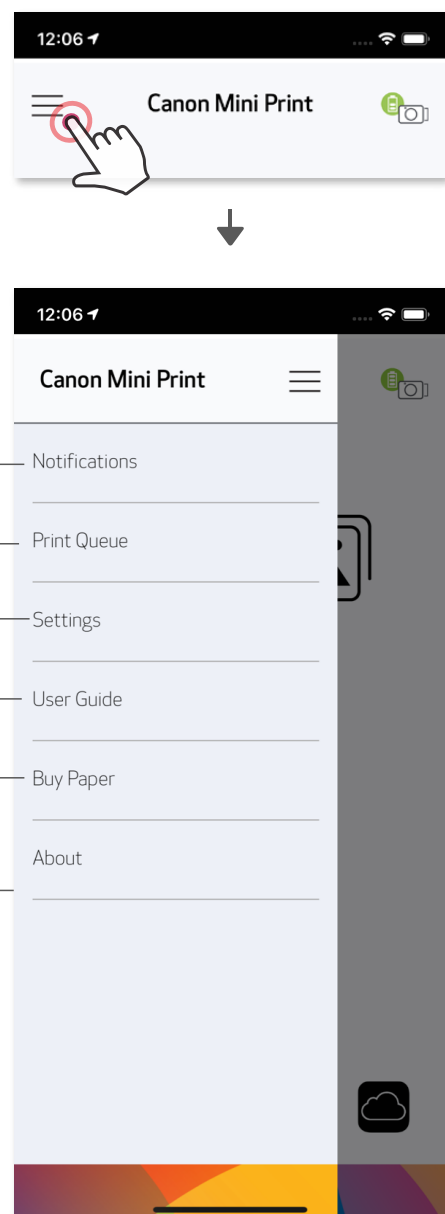 12:06
Canon Mini Print
12:06
Canon Mini Print
Notifications
Print Queue
Settings
User Guide
Buy Paper
About